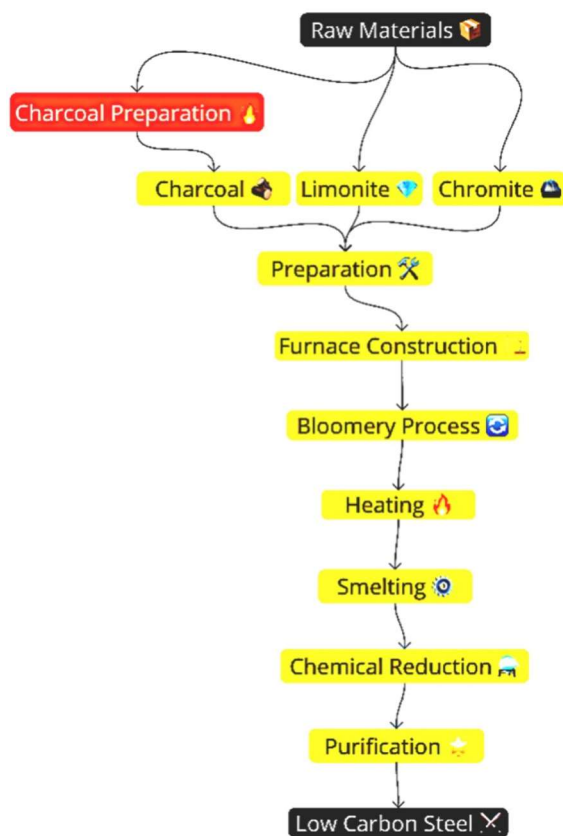 Raw Materials
Charcoal Preparation
Charcoal
Limonite
Chromite
Preparation
Furnace Construction
Bloomery Process
Heating
Smelting
Chemical Reduction
Purification
Low Carbon Steel